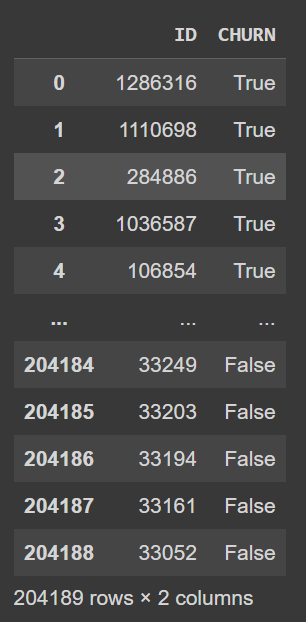 ID CHURN
0 1286316 True
1 1110698 True
2 284886 True
3 1036587 True
4 106854 True
... ... ...
204184 33249 False
204185 33203 False
204186 33194 False
204187 33161 False
204188 33052 False
204189 rows × 2 columns